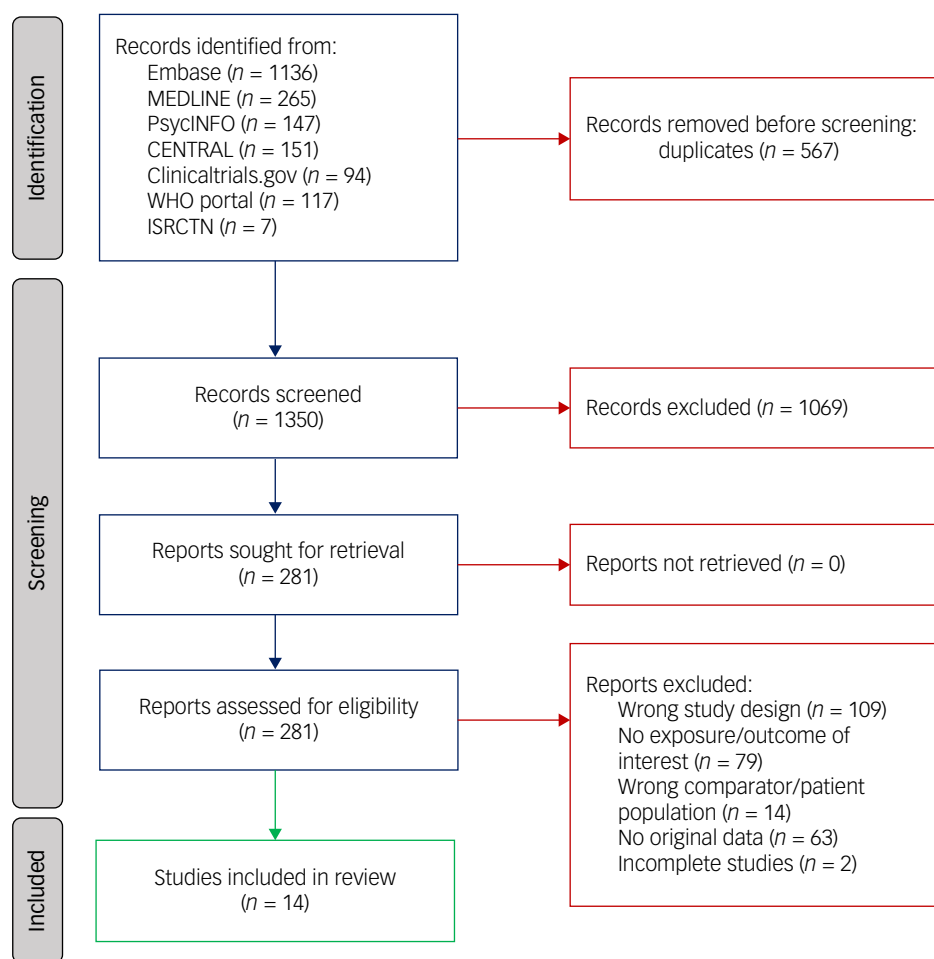 Identification
Records identified from:
Embase (n = 1136)
MEDLINE (n = 265)
PsycINFO (n = 147)
CENTRAL (n = 151)
Clinicaltrials.gov (n = 94)
WHO portal (n = 117)
ISRCTN (n = 7)
Records removed before screening:
duplicates (n = 567)
Screening
Records screened
(n = 1350)
Records excluded (n = 1069)
Reports sought for retrieval
(n = 281)
Reports not retrieved (n = 0)
Reports assessed for eligibility
(n = 281)
Reports excluded:
Wrong study design (n = 109)
No exposure/outcome of
interest (n = 79)
Wrong comparator/patient
population (n = 14)
No original data (n = 63)
Incomplete studies (n = 2)
Included
Studies included in review
(n = 14)